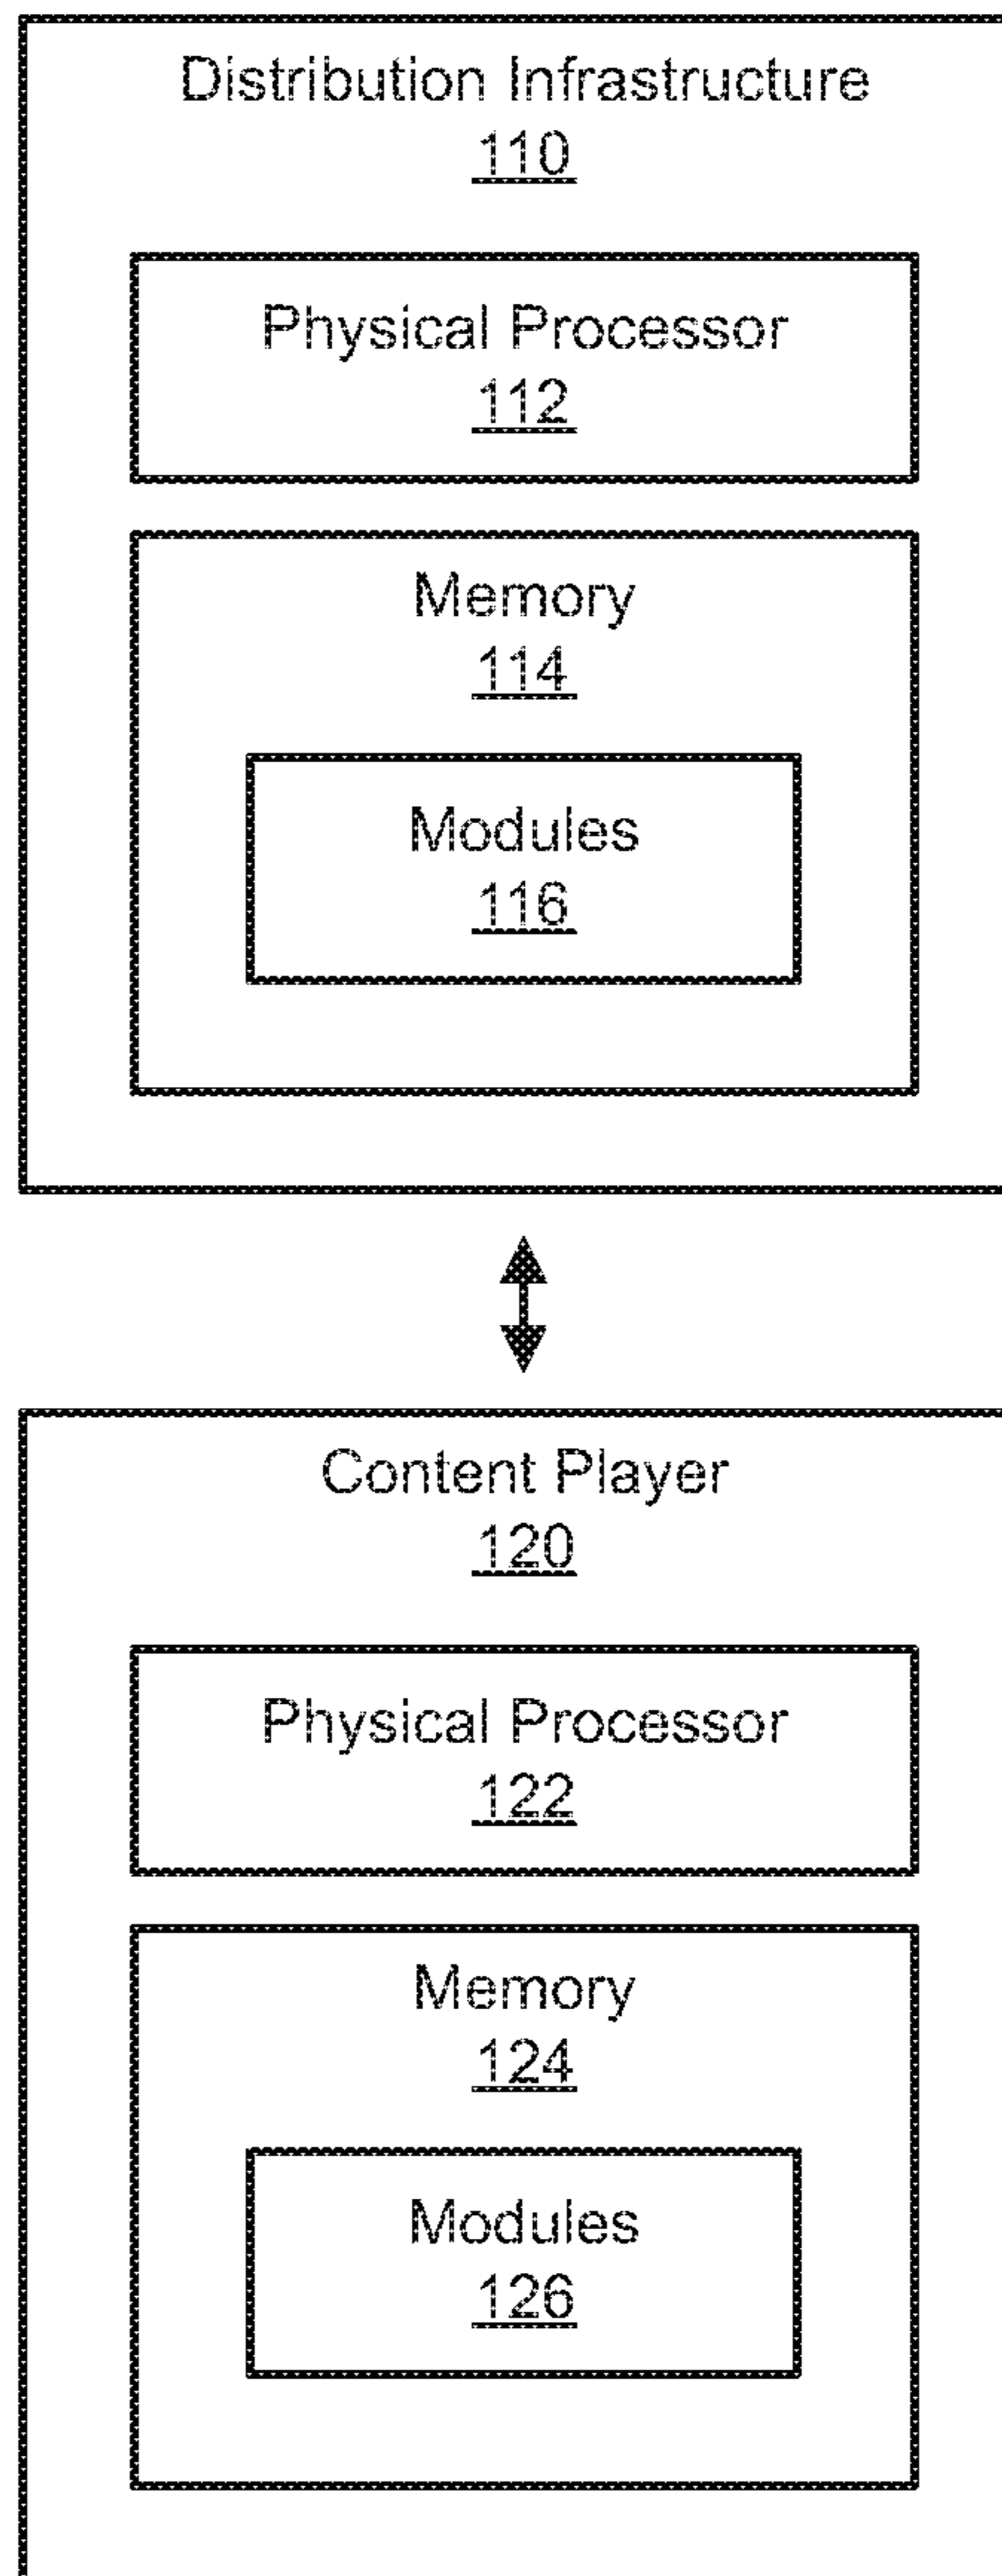 Distribution Infrastructure
110
Physical Processor
112
Memory
114
Modules
116
Content Player
120
Physical Processor
122
Memory
124
Modules
126